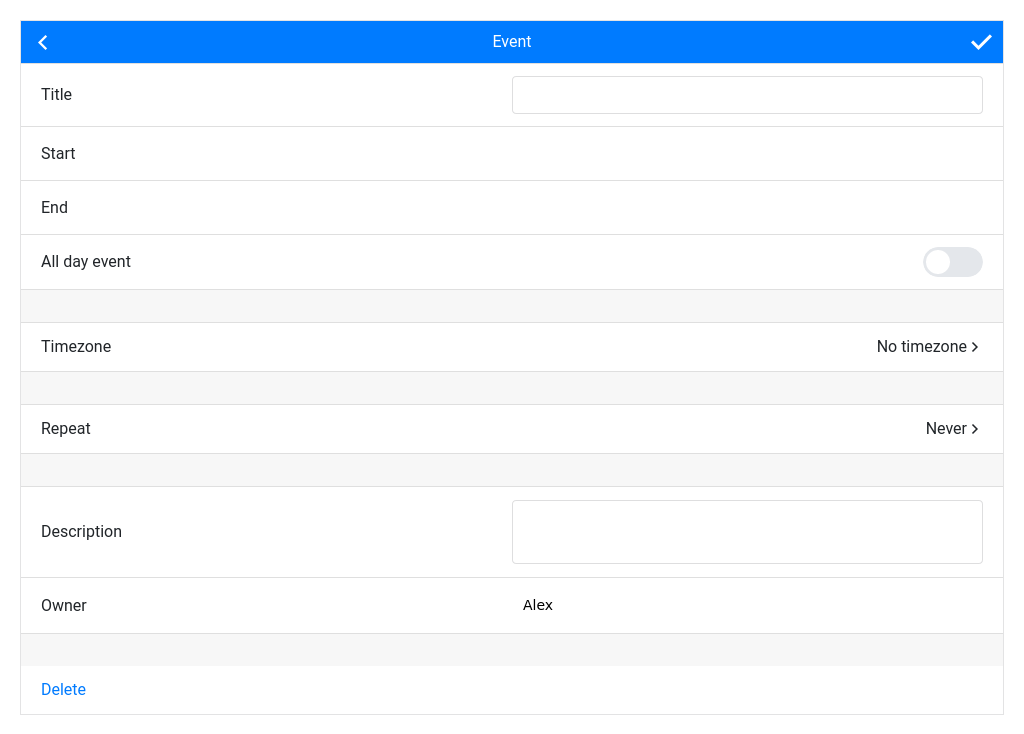 Event
Title
Start
End
All day event
Timezone No timezone
Repeat Never
Description
Owner Alex
Delete